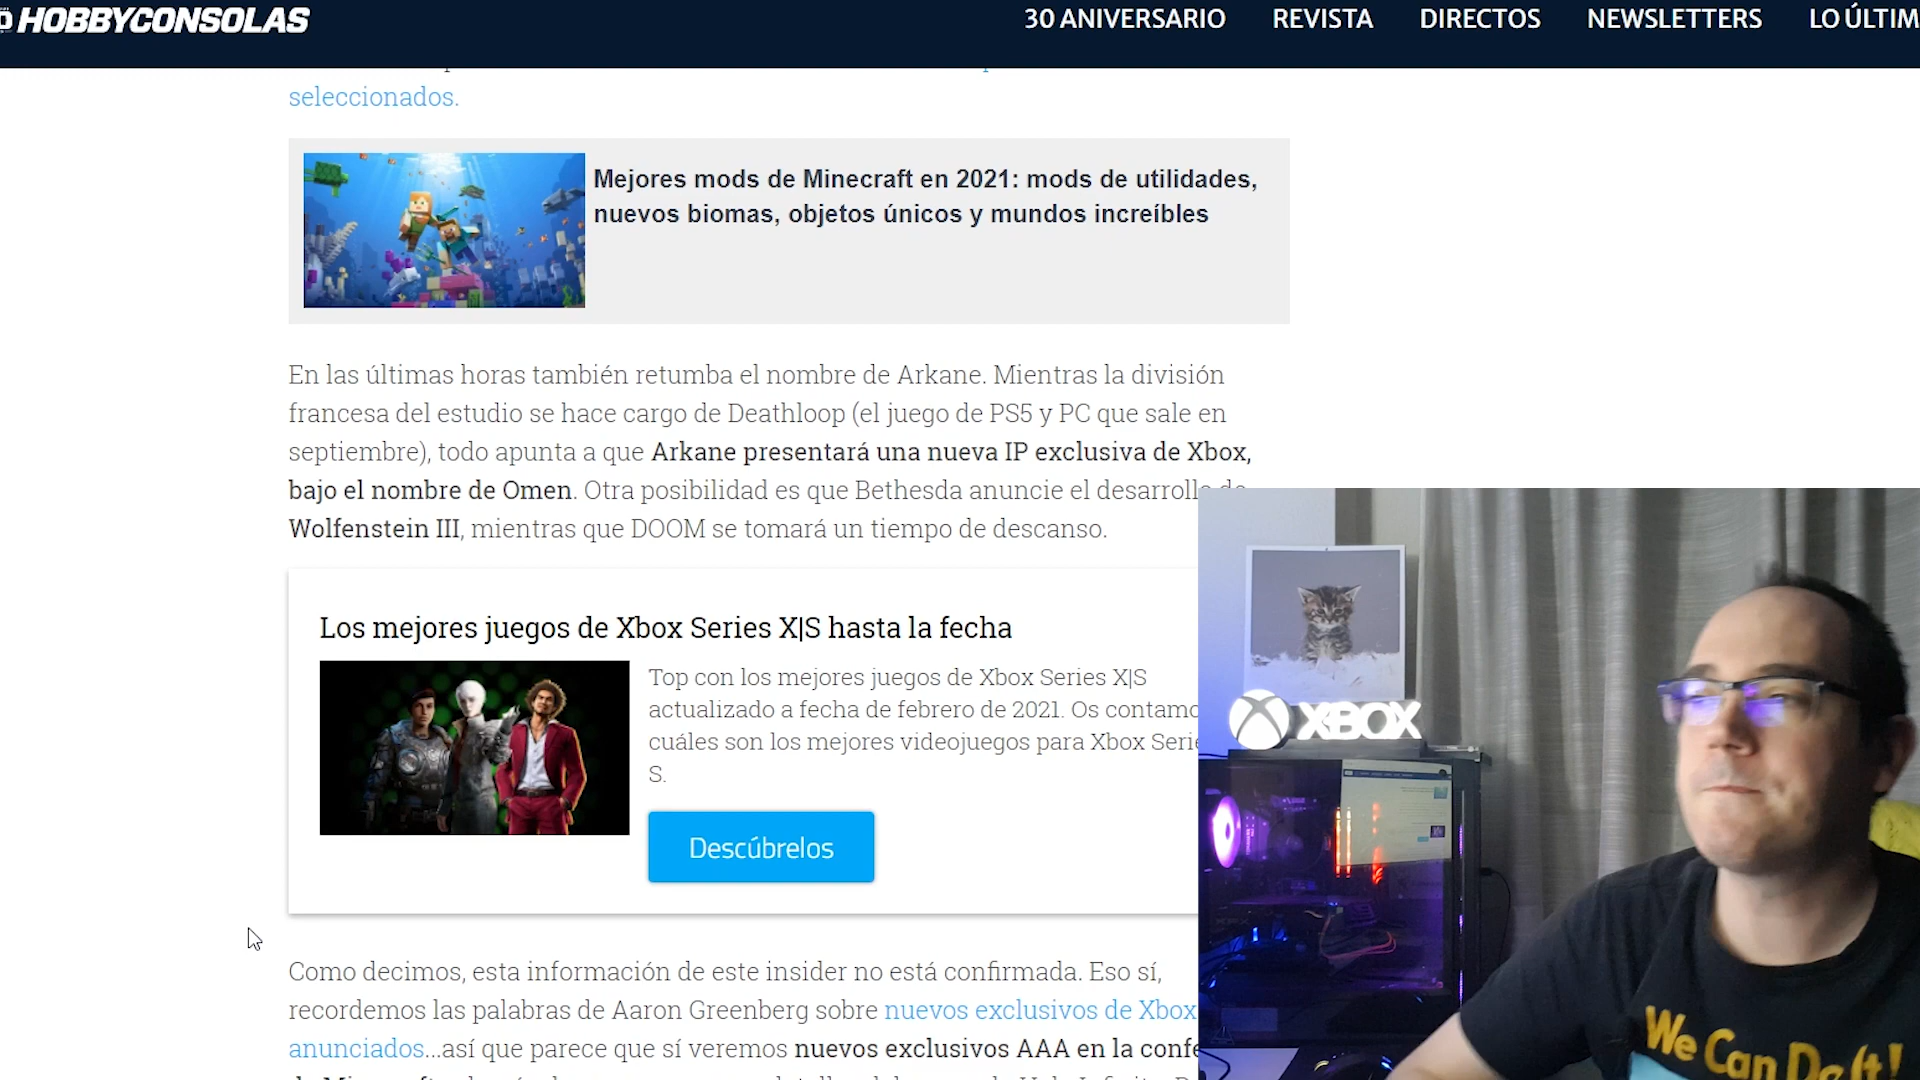 HOBBYCONSOLAS
30 ANIVERSARIO REVISTA DIRECTOS NEWSLETTERS LO ÚLTIM
seleccionados.
Mejores mods de Minecraft en 2021: mods de utilidades,
nuevos biomas, objetos únicos y mundos increíbles
En las últimas horas también retumba el nombre de Arkane. Mientras la división
francesa del estudio se hace cargo de Deathloop (el juego de PS5 y PC que sale en
septiembre), todo apunta a que Arkane presentará una nueva IP exclusiva de Xbox,
bajo el nombre de Omen. Otra posibilidad es que Bethesda anuncie el desarrollo de
Wolfenstein III, mientras que DOOM se tomará un tiempo de descanso.
Los mejores juegos de Xbox Series X|S hasta la fecha
Top con los mejores juegos de Xbox Series X|S
actualizado a fecha de febrero de 2021. Os contamo
cuáles son los mejores videojuegos para Xbox Serie
S.
Descúbrelos
Como decimos, esta información de este insider no está confirmada. Eso sí,
recordemos las palabras de Aaron Greenberg sobre nuevos exclusivos de Xbox
anunciados...así que parece que sí veremos nuevos exclusivos AAA en la confe
XBOX
We Can Do It!